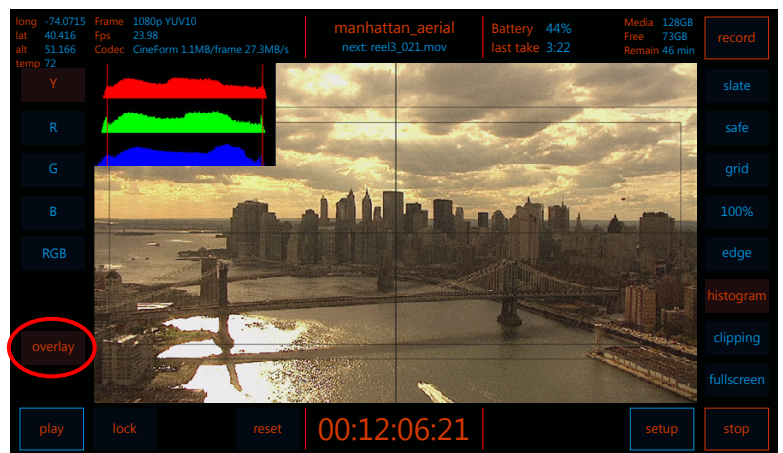 long -74.0715
lat 40.416
alt 51.166
temp 72
Frame 1080p YUV10
Fps 23.98
Codec CineForm 1.1MB/frame 27.3MB/s
manhattan_aerial
next: reel3_021.mov
Battery 44%
last take 3:22
Media 128GB
Free 73GB
Remain 46 min
record
Y
R
G
B
RGB
overlay
slate
safe
grid
100%
edge
histogram
clipping
fullscreen
play
lock
reset
00:12:06:21
setup
stop